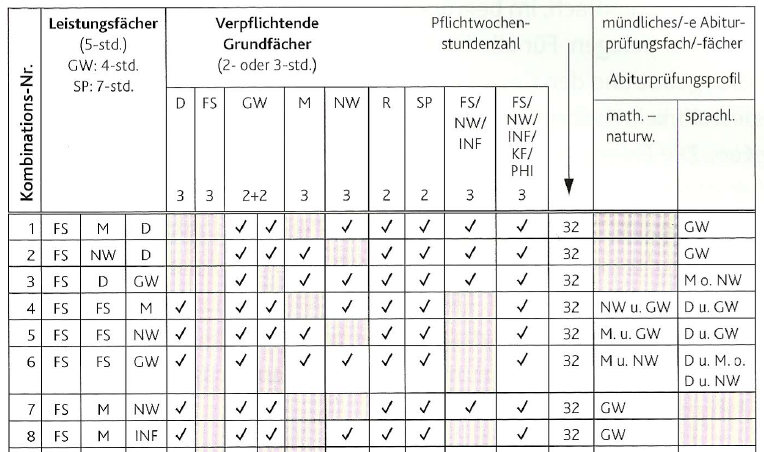 Kombinations-Nr.
Leistungsfächer
(5-std.)
GW: 4-std.
SP: 7-std.
Verpflichtende
Grundfächer
(2- oder 3-std.)
Pflichtwochen-
stundenzahl
mündliches/-e Abitur-
prüfungsfach/-fächer
Abiturprüfungsprofil
D FS GW M NW R SP FS/ NW/ INF FS/ NW/ INF/ KF/ PHI math. – naturw. sprachl.
3 3 2+2 3 3 2 2 3 3
1 FS M D ✓ ✓ ✓ ✓ ✓ ✓ ✓ 32 GW
2 FS NW D ✓ ✓ ✓ ✓ ✓ ✓ ✓ 32 GW
3 FS D GW ✓ ✓ ✓ ✓ ✓ ✓ ✓ 32 M o. NW
4 FS FS M ✓ ✓ ✓ ✓ ✓ ✓ ✓ 32 NW u. GW D u. GW
5 FS FS NW ✓ ✓ ✓ ✓ ✓ ✓ ✓ 32 M. u. GW D u. GW
6 FS FS GW ✓ ✓ ✓ ✓ ✓ ✓ ✓ 32 M u. NW D u. M. o.
D u. NW
7 FS M NW ✓ ✓ ✓ ✓ ✓ ✓ ✓ 32 GW
8 FS M INF ✓ ✓ ✓ ✓ ✓ ✓ ✓ 32 GW